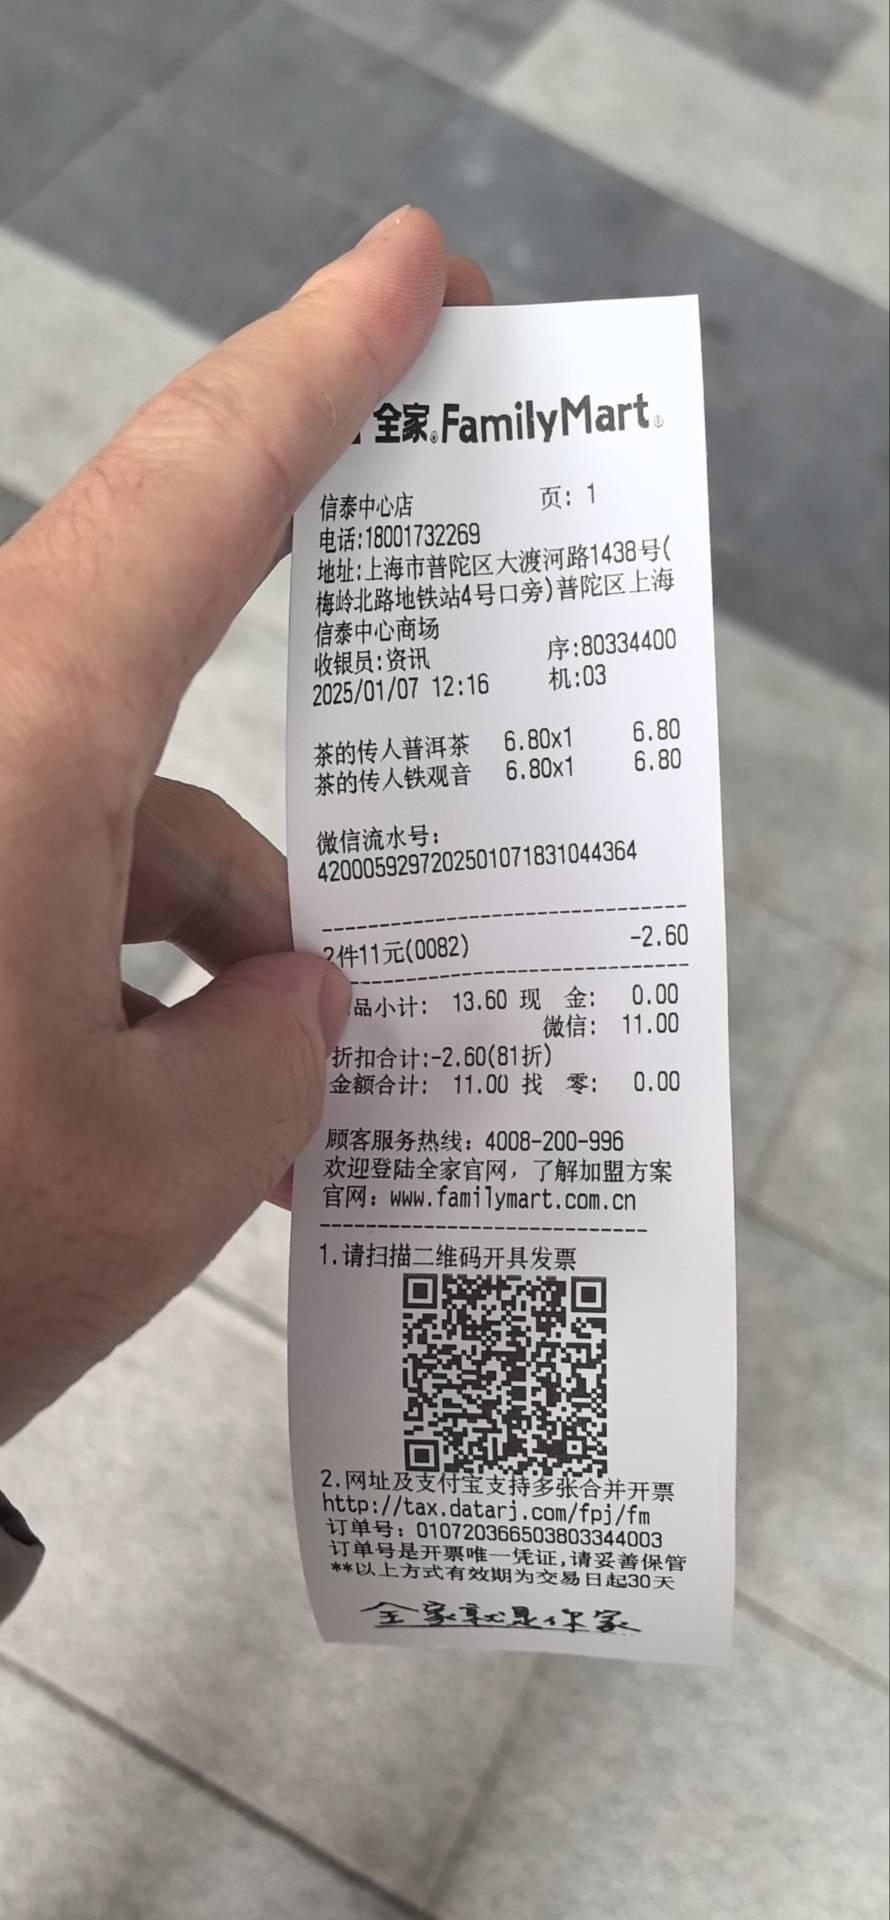 全家 FamilyMart
信泰中心店 页: 1
电话:18001732269
地址:上海市普陀区大渡河路1438号(
梅岭北路地铁站4号口旁)普陀区上海
信泰中心商场
收银员:资讯 序:80334400
2025/01/07 12:16 机:03
茶的传人普洱茶 6.80x1 6.80
茶的传人铁观音 6.80x1 6.80
微信流水号:
4200059297202501071831044364
2件11元(0082) -2.60
品小计: 13.60 现 金: 0.00
微信: 11.00
折扣合计:-2.60(81折)
金额合计: 11.00 找 零: 0.00
顾客服务热线: 4008-200-996
欢迎登陆全家官网，了解加盟方案
官网: www.familymart.com.cn
1.请扫描二维码开具发票
2.网址及支付宝支持多张合并开票
http://tax.datarj.com/fpj/fm
订单号: 010720366503803344003
订单号是开票唯一凭证,请妥善保管
**以上方式有效期为交易日起30天
全家就是你家